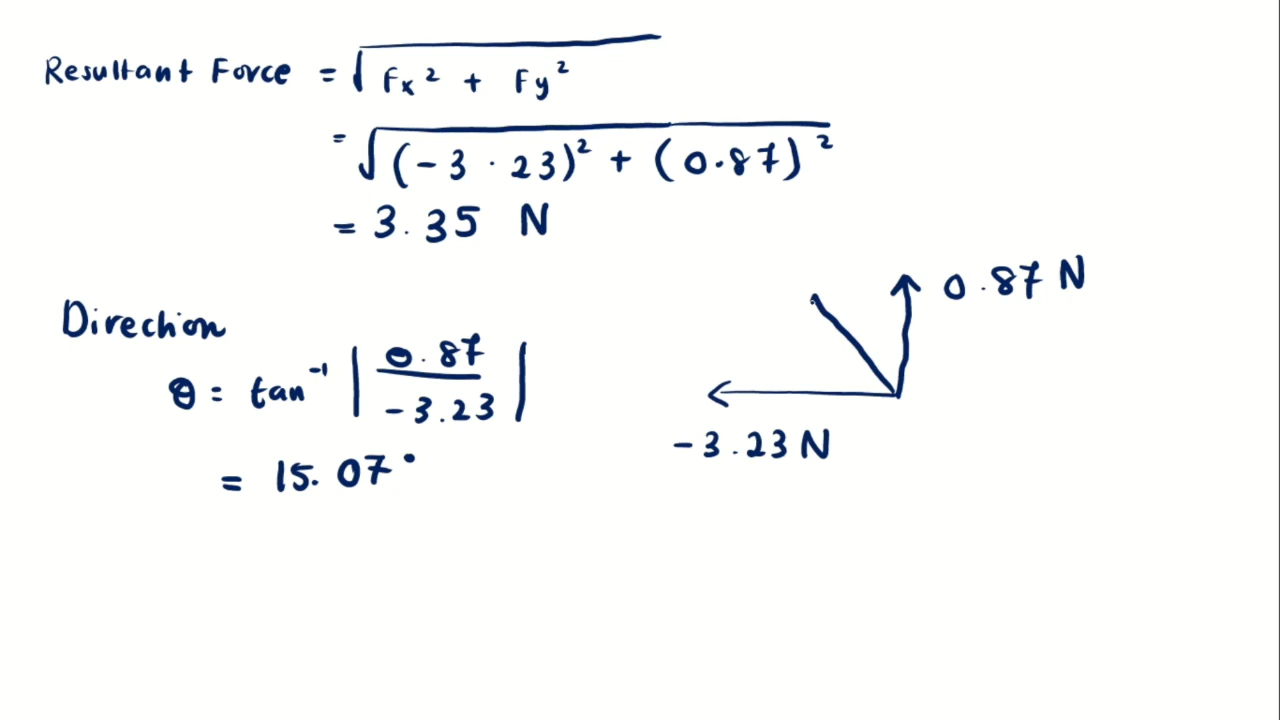 Resultant Force = √Fx² + Fy²
= √(-3.23)² + (0.87)²
= 3.35 N
Direction
θ = tan⁻¹ | 0.87 / -3.23 |
= 15.07°
0.87 N
-3.23 N